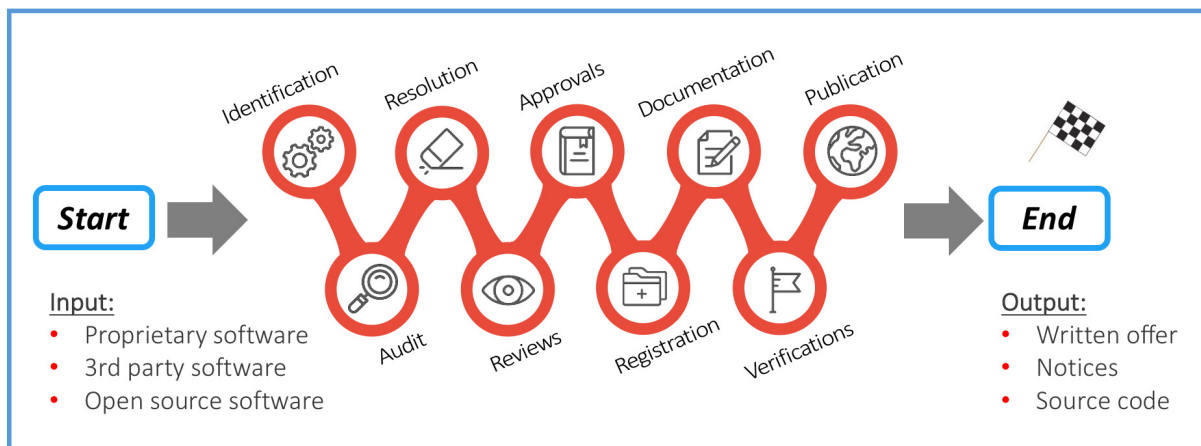 Start
Input:
• Proprietary software
• 3rd party software
• Open source software
Identification
Audit
Resolution
Reviews
Approvals
Registration
Documentation
Verifications
Publication
End
Output:
• Written offer
• Notices
• Source code